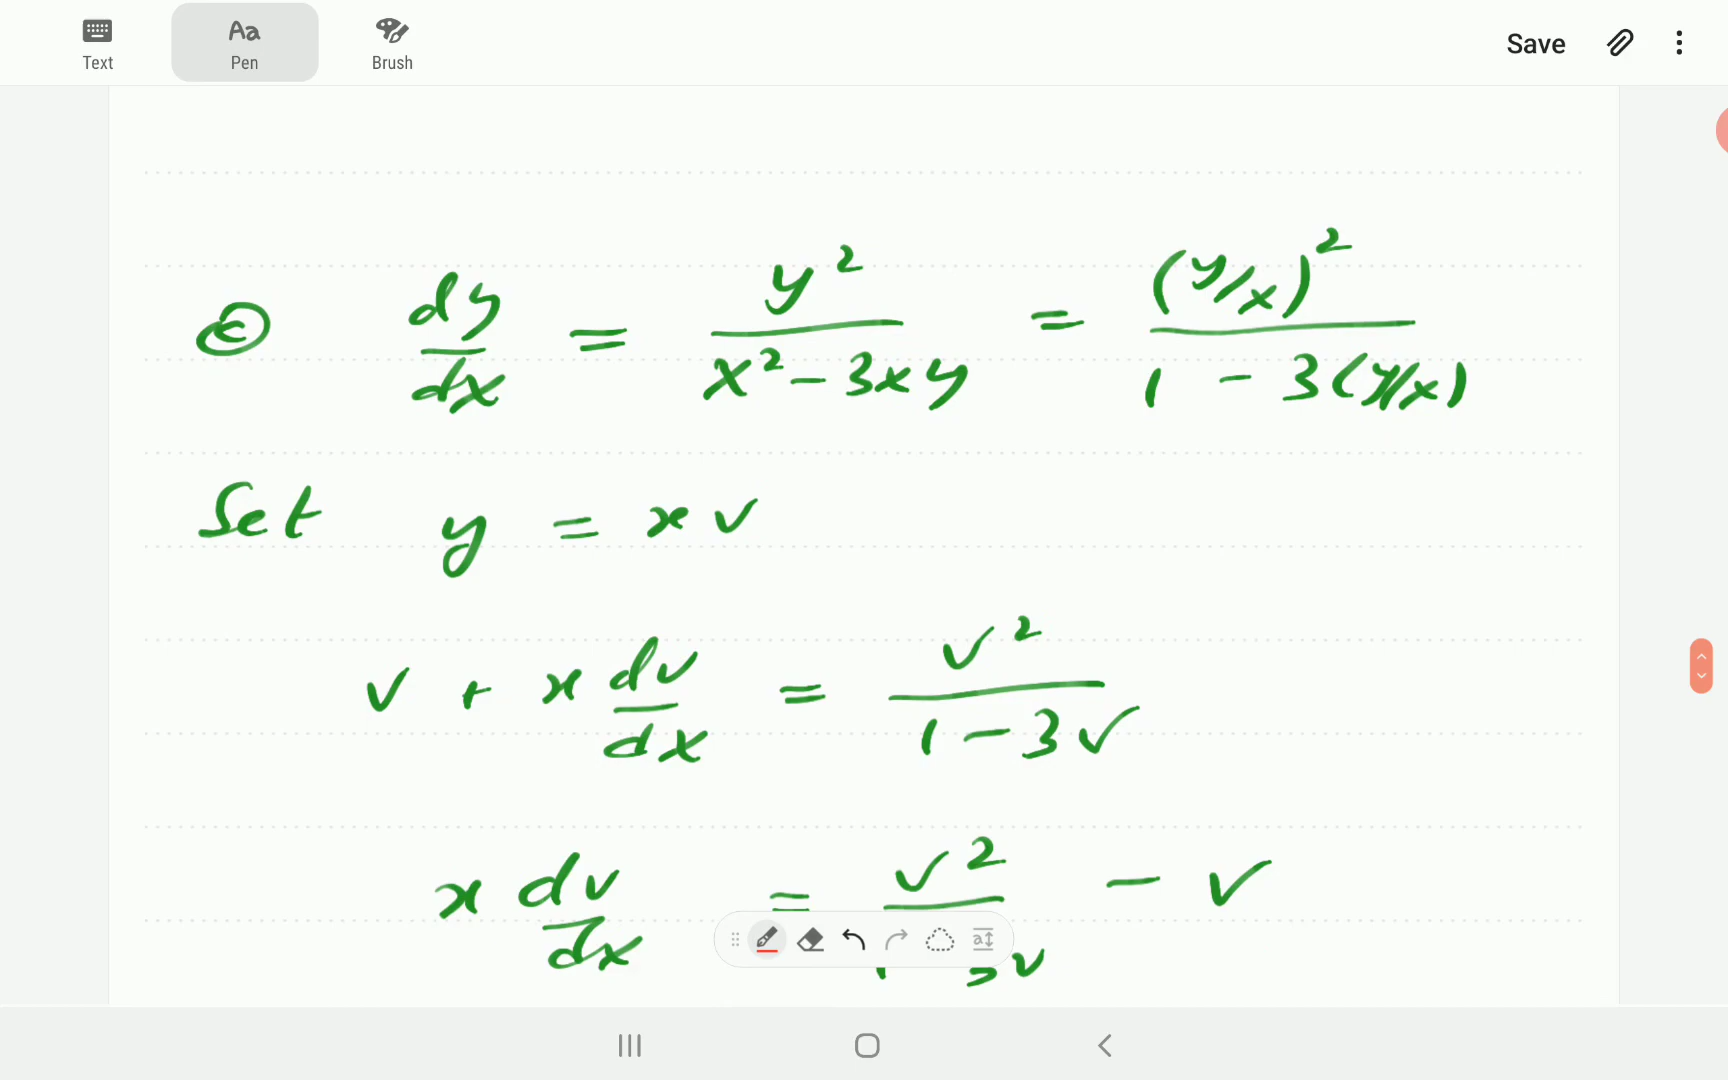 Text Aa Pen Brush Save
ⓒ dy/dx = y²/(x² - 3xy) = (y/x)²/(1 - 3(y/x))
Set y = xv
v + x dv/dx = v²/(1 - 3v)
x dv/dx = v²/(1 - 3v) - v